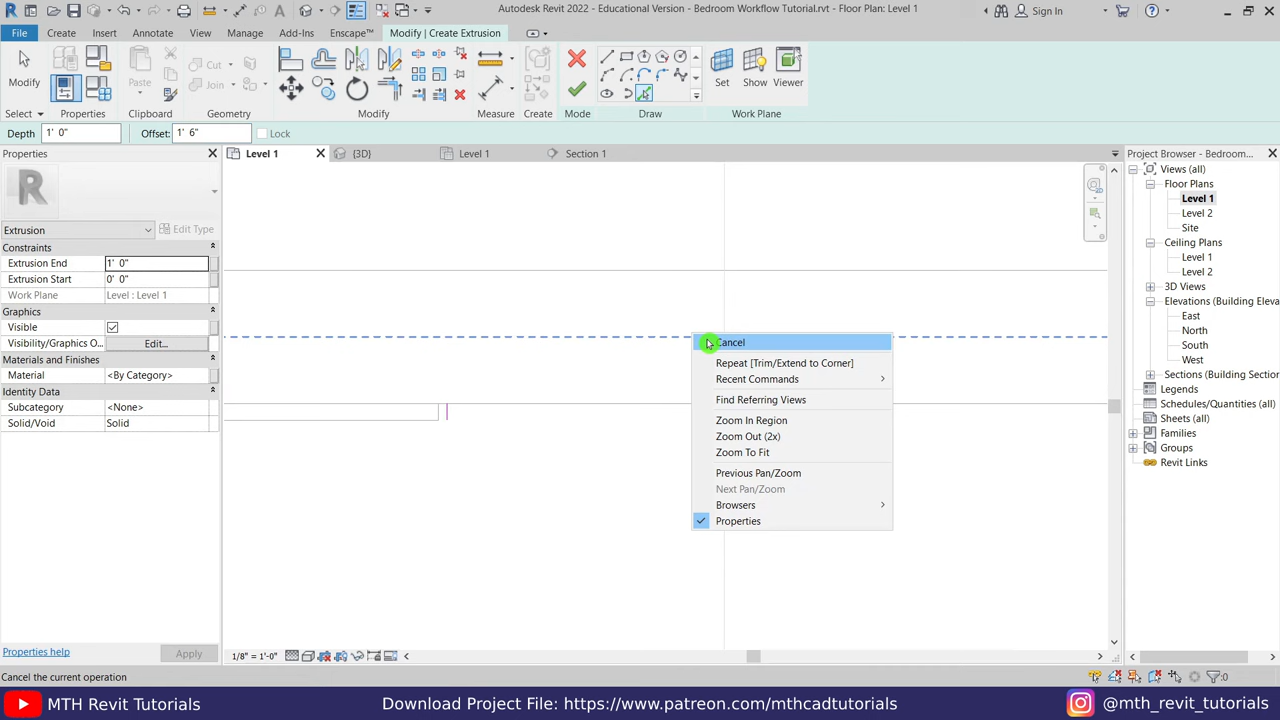 Autodesk Revit 2022 - Educational Version - Bedroom Workflow Tutorial.rvt - Floor Plan: Level 1
Sign In
File Create Insert Annotate View Manage Add-Ins Enscape™ Modify | Create Extrusion
Modify Paste Cut Join Set Show Viewer
Select Properties Clipboard Geometry Modify Measure Create Mode Draw Work Plane
Depth 1' 0" Offset: 1' 6" Lock
Properties
Level 1 {3D} Level 1 Section 1
Project Browser - Bedroom...
Extrusion Edit Type
Constraints
Extrusion End 1' 0"
Extrusion Start 0' 0"
Work Plane Level : Level 1
Graphics
Visible
Visibility/Graphics O... Edit...
Materials and Finishes
Material <By Category>
Identity Data
Subcategory <None>
Solid/Void Solid
Properties help Apply
Cancel
Repeat [Trim/Extend to Corner]
Recent Commands
Find Referring Views
Zoom In Region
Zoom Out (2x)
Zoom To Fit
Previous Pan/Zoom
Next Pan/Zoom
Browsers
Properties
Views (all)
Floor Plans
Level 1
Level 2
Site
Ceiling Plans
Level 1
Level 2
3D Views
Elevations (Building Elev
East
North
South
West
Sections (Building Section
Legends
Schedules/Quantities (all)
Sheets (all)
Families
Groups
Revit Links
1/8" = 1'-0"
Cancel the current operation
:0
MTH Revit Tutorials
Download Project File: https://www.patreon.com/mthcadtutorials
@mth_revit_tutorials